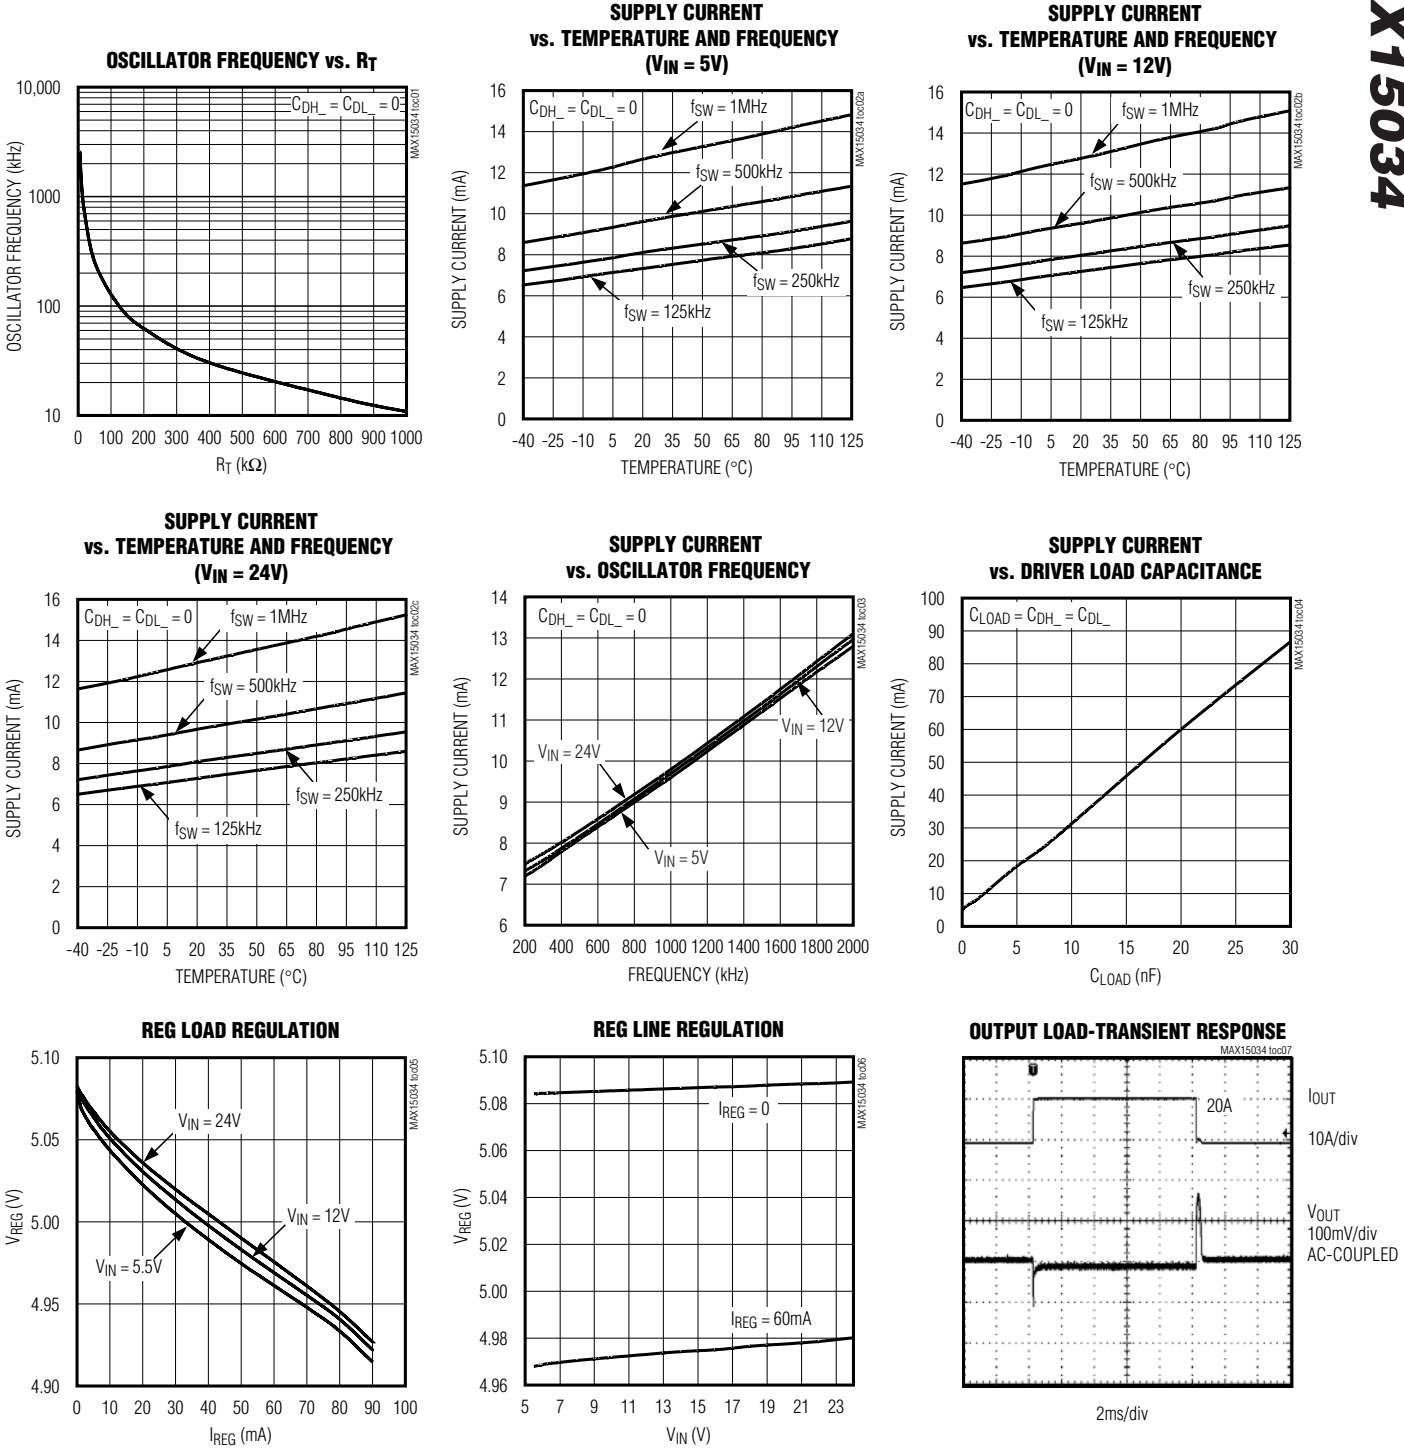 X15034
OSCILLATOR FREQUENCY vs. RT
10,000
1000
100
10
OSCILLATOR FREQUENCY (kHz)
CDH_ = CDL_ = 0
MAX15034 toc01
0 100 200 300 400 500 600 700 800 900 1000
RT (kΩ)
SUPPLY CURRENT
vs. TEMPERATURE AND FREQUENCY
(VIN = 5V)
16
14
12
10
8
6
4
2
0
SUPPLY CURRENT (mA)
CDH_ = CDL_ = 0
fSW = 1MHz
fSW = 500kHz
fSW = 250kHz
fSW = 125kHz
MAX15034 toc02a
-40 -25 -10 5 20 35 50 65 80 95 110 125
TEMPERATURE (°C)
SUPPLY CURRENT
vs. TEMPERATURE AND FREQUENCY
(VIN = 12V)
16
14
12
10
8
6
4
2
0
SUPPLY CURRENT (mA)
CDH_ = CDL_ = 0
fSW = 1MHz
fSW = 500kHz
fSW = 250kHz
fSW = 125kHz
MAX15034 toc02b
-40 -25 -10 5 20 35 50 65 80 95 110 125
TEMPERATURE (°C)
SUPPLY CURRENT
vs. TEMPERATURE AND FREQUENCY
(VIN = 24V)
16
14
12
10
8
6
4
2
0
SUPPLY CURRENT (mA)
CDH_ = CDL_ = 0
fSW = 1MHz
fSW = 500kHz
fSW = 250kHz
fSW = 125kHz
MAX15034 toc02c
-40 -25 -10 5 20 35 50 65 80 95 110 125
TEMPERATURE (°C)
SUPPLY CURRENT
vs. OSCILLATOR FREQUENCY
14
13
12
11
10
9
8
7
6
SUPPLY CURRENT (mA)
CDH_ = CDL_ = 0
VIN = 12V
VIN = 24V
VIN = 5V
MAX15034 toc03
200 400 600 800 1000 1200 1400 1600 1800 2000
FREQUENCY (kHz)
SUPPLY CURRENT
vs. DRIVER LOAD CAPACITANCE
100
90
80
70
60
50
40
30
20
10
0
SUPPLY CURRENT (mA)
CLOAD = CDH_ = CDL_
MAX15034 toc04
0 5 10 15 20 25 30
CLOAD (nF)
REG LOAD REGULATION
5.10
5.05
5.00
4.95
4.90
VREG (V)
VIN = 24V
VIN = 12V
VIN = 5.5V
MAX15034 toc05
0 10 20 30 40 50 60 70 80 90 100
IREG (mA)
REG LINE REGULATION
5.10
5.08
5.06
5.04
5.02
5.00
4.98
4.96
VREG (V)
IREG = 0
IREG = 60mA
MAX15034 toc06
5 7 9 11 13 15 17 19 21 23
VIN (V)
OUTPUT LOAD-TRANSIENT RESPONSE
MAX15034 toc07
T
20A
IOUT
10A/div
VOUT
100mV/div
AC-COUPLED
2ms/div